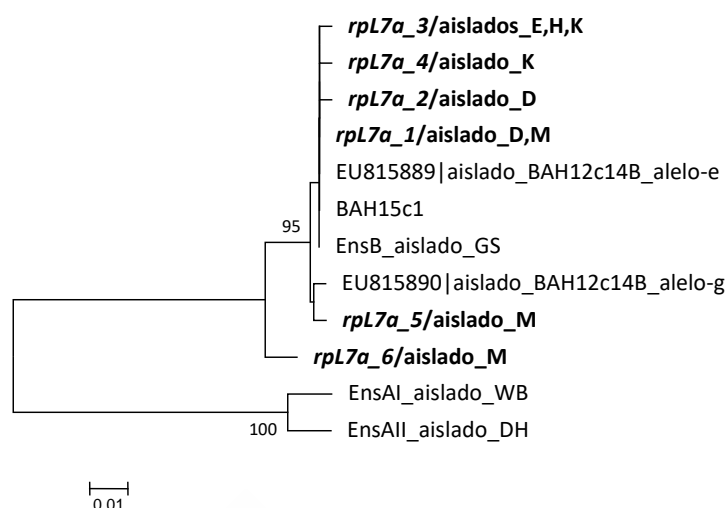 rpL7a_3/aislados_E,H,K
rpL7a_4/aislado_K
rpL7a_2/aislado_D
rpL7a_1/aislado_D,M
EU815889|aislado_BAH12c14B_alelo-e
BAH15c1
95
EnsB_aislado_GS
EU815890|aislado_BAH12c14B_alelo-g
rpL7a_5/aislado_M
rpL7a_6/aislado_M
EnsAI_aislado_WB
EnsAII_aislado_DH
100
0.01